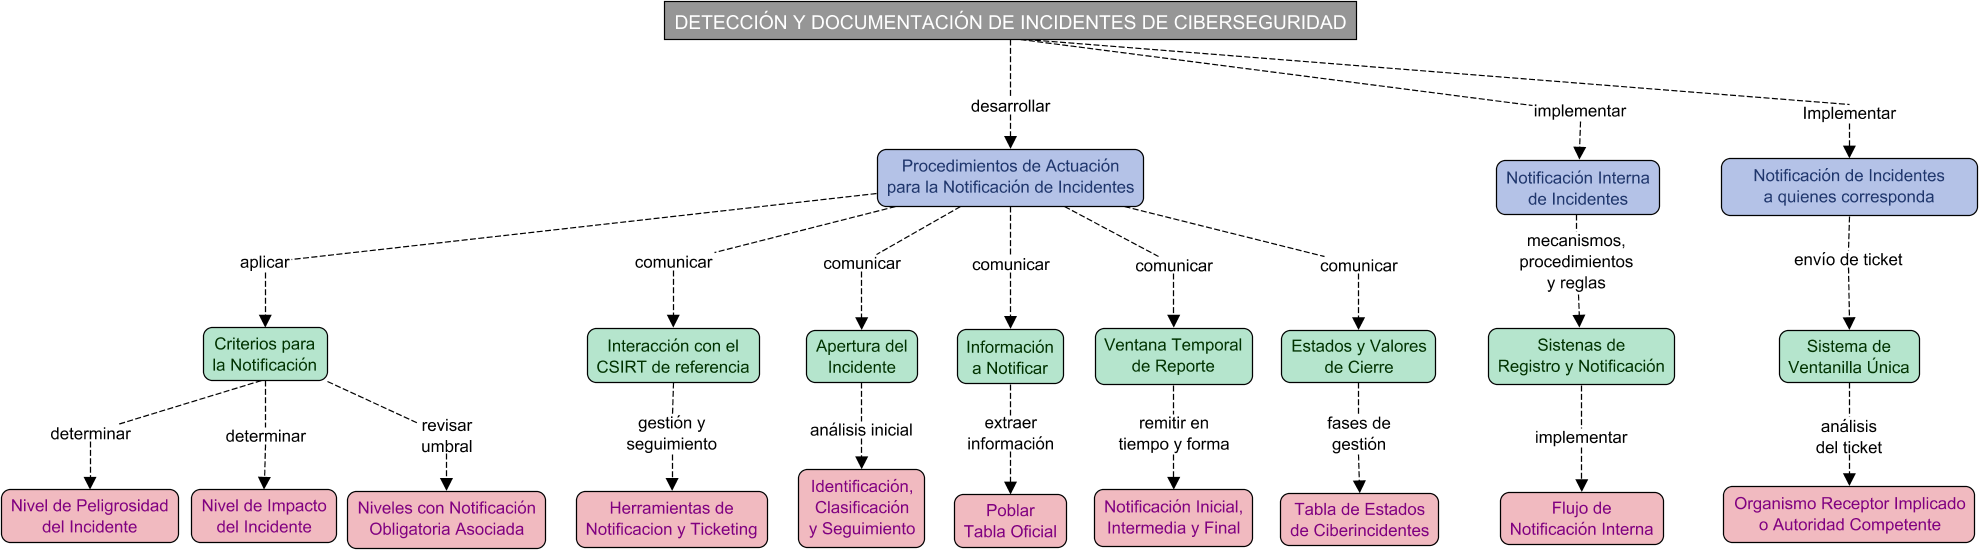 DETECCIÓN Y DOCUMENTACIÓN DE INCIDENTES DE CIBERSEGURIDAD
desarrollar
implementar
Implementar
Procedimientos de Actuación
para la Notificación de Incidentes
Notificación Interna
de Incidentes
Notificación de Incidentes
a quienes corresponda
aplicar
comunicar
comunicar
comunicar
comunicar
comunicar
mecanismos,
procedimientos
y reglas
envío de ticket
Criterios para
la Notificación
Interacción con el
CSIRT de referencia
Apertura del
Incidente
Información
a Notificar
Ventana Temporal
de Reporte
Estados y Valores
de Cierre
Sistenas de
Registro y Notificación
Sistema de
Ventanilla Única
determinar
determinar
revisar
umbral
gestión y
seguimiento
análisis inicial
extraer
información
remitir en
tiempo y forma
fases de
gestión
implementar
análisis
del ticket
Nivel de Peligrosidad
del Incidente
Nivel de Impacto
del Incidente
Niveles con Notificación
Obligatoria Asociada
Herramientas de
Notificacion y Ticketing
Identificación,
Clasificación
y Seguimiento
Poblar
Tabla Oficial
Notificación Inicial,
Intermedia y Final
Tabla de Estados
de Ciberincidentes
Flujo de
Notificación Interna
Organismo Receptor Implicado
o Autoridad Competente